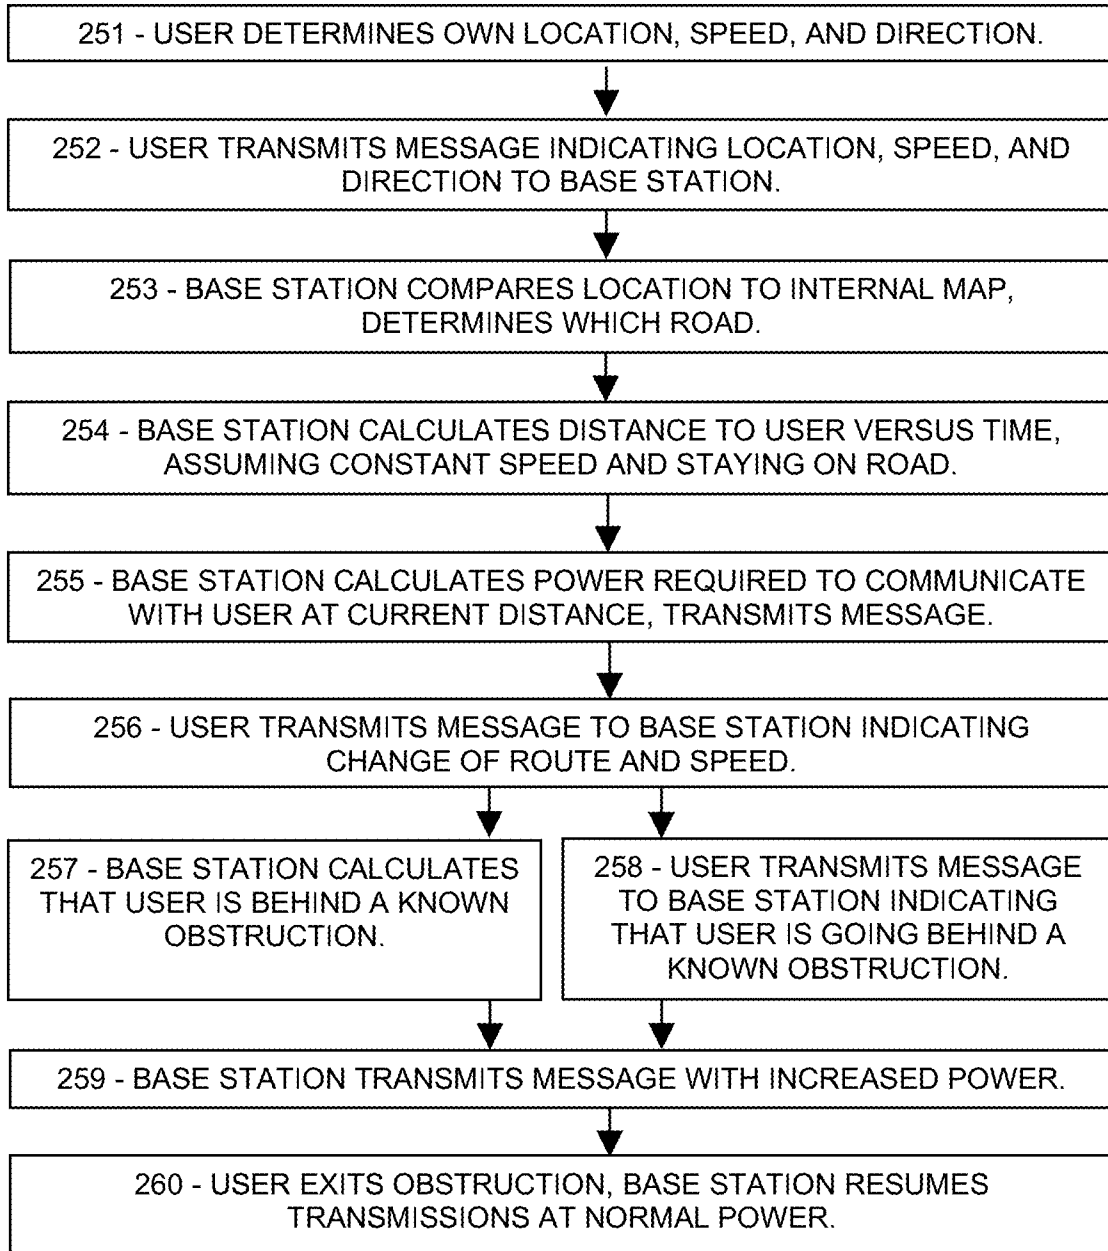 251 - USER DETERMINES OWN LOCATION, SPEED, AND DIRECTION.
252 - USER TRANSMITS MESSAGE INDICATING LOCATION, SPEED, AND
DIRECTION TO BASE STATION.
253 - BASE STATION COMPARES LOCATION TO INTERNAL MAP,
DETERMINES WHICH ROAD.
254 - BASE STATION CALCULATES DISTANCE TO USER VERSUS TIME,
ASSUMING CONSTANT SPEED AND STAYING ON ROAD.
255 - BASE STATION CALCULATES POWER REQUIRED TO COMMUNICATE
WITH USER AT CURRENT DISTANCE, TRANSMITS MESSAGE.
256 - USER TRANSMITS MESSAGE TO BASE STATION INDICATING
CHANGE OF ROUTE AND SPEED.
257 - BASE STATION CALCULATES
THAT USER IS BEHIND A KNOWN
OBSTRUCTION.
258 - USER TRANSMITS MESSAGE
TO BASE STATION INDICATING
THAT USER IS GOING BEHIND A
KNOWN OBSTRUCTION.
259 - BASE STATION TRANSMITS MESSAGE WITH INCREASED POWER.
260 - USER EXITS OBSTRUCTION, BASE STATION RESUMES
TRANSMISSIONS AT NORMAL POWER.